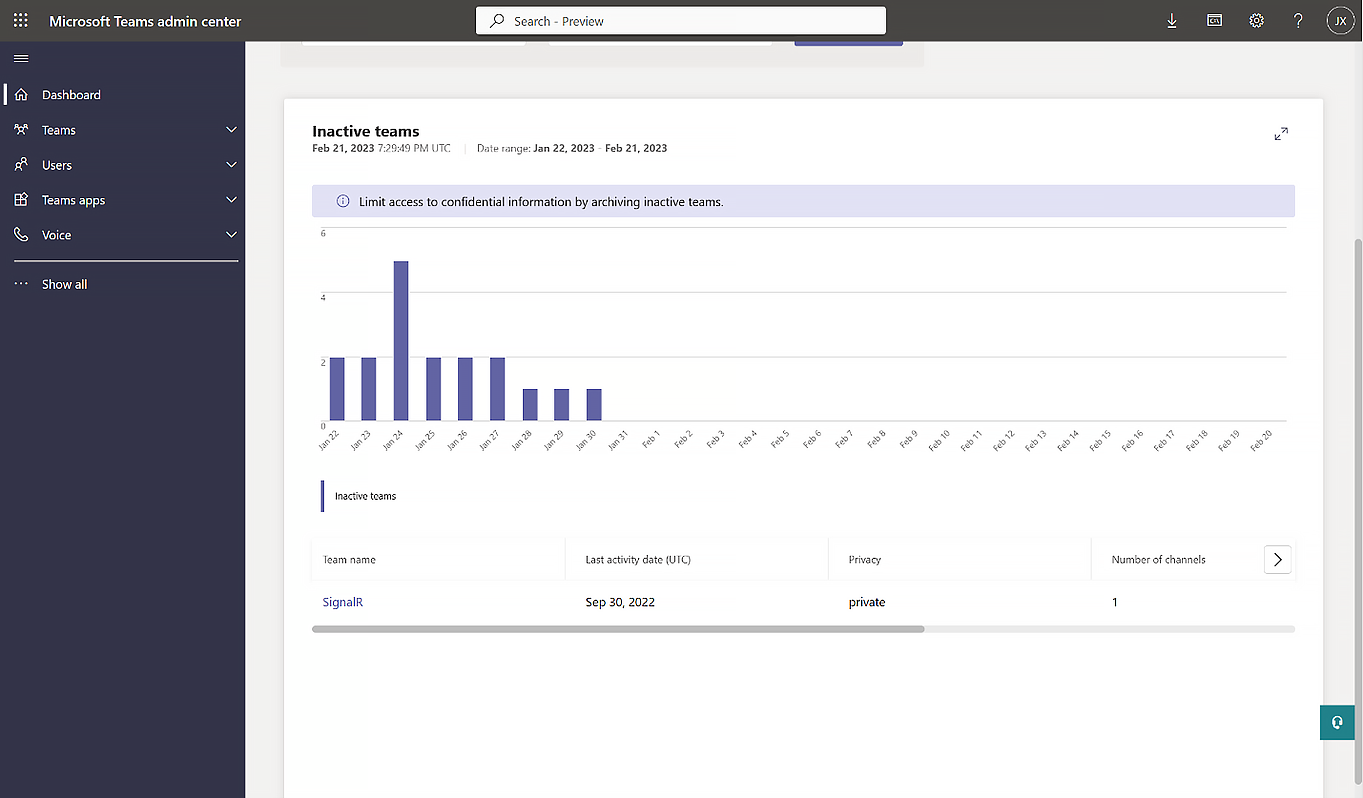 Microsoft Teams admin center
Search - Preview
JX
Dashboard
Teams
Users
Teams apps
Voice
Show all
Inactive teams
Feb 21, 2023 7:29:49 PM UTC | Date range: Jan 22, 2023 - Feb 21, 2023
Limit access to confidential information by archiving inactive teams.
6
4
2
0
Jan 22 Jan 23 Jan 24 Jan 25 Jan 26 Jan 27 Jan 28 Jan 29 Jan 30 Jan 31 Feb 1 Feb 2 Feb 3 Feb 4 Feb 5 Feb 6 Feb 7 Feb 8 Feb 9 Feb 10 Feb 11 Feb 12 Feb 13 Feb 14 Feb 15 Feb 16 Feb 17 Feb 18 Feb 19 Feb 20
Inactive teams
Team name Last activity date (UTC) Privacy Number of channels
SignalR Sep 30, 2022 private 1